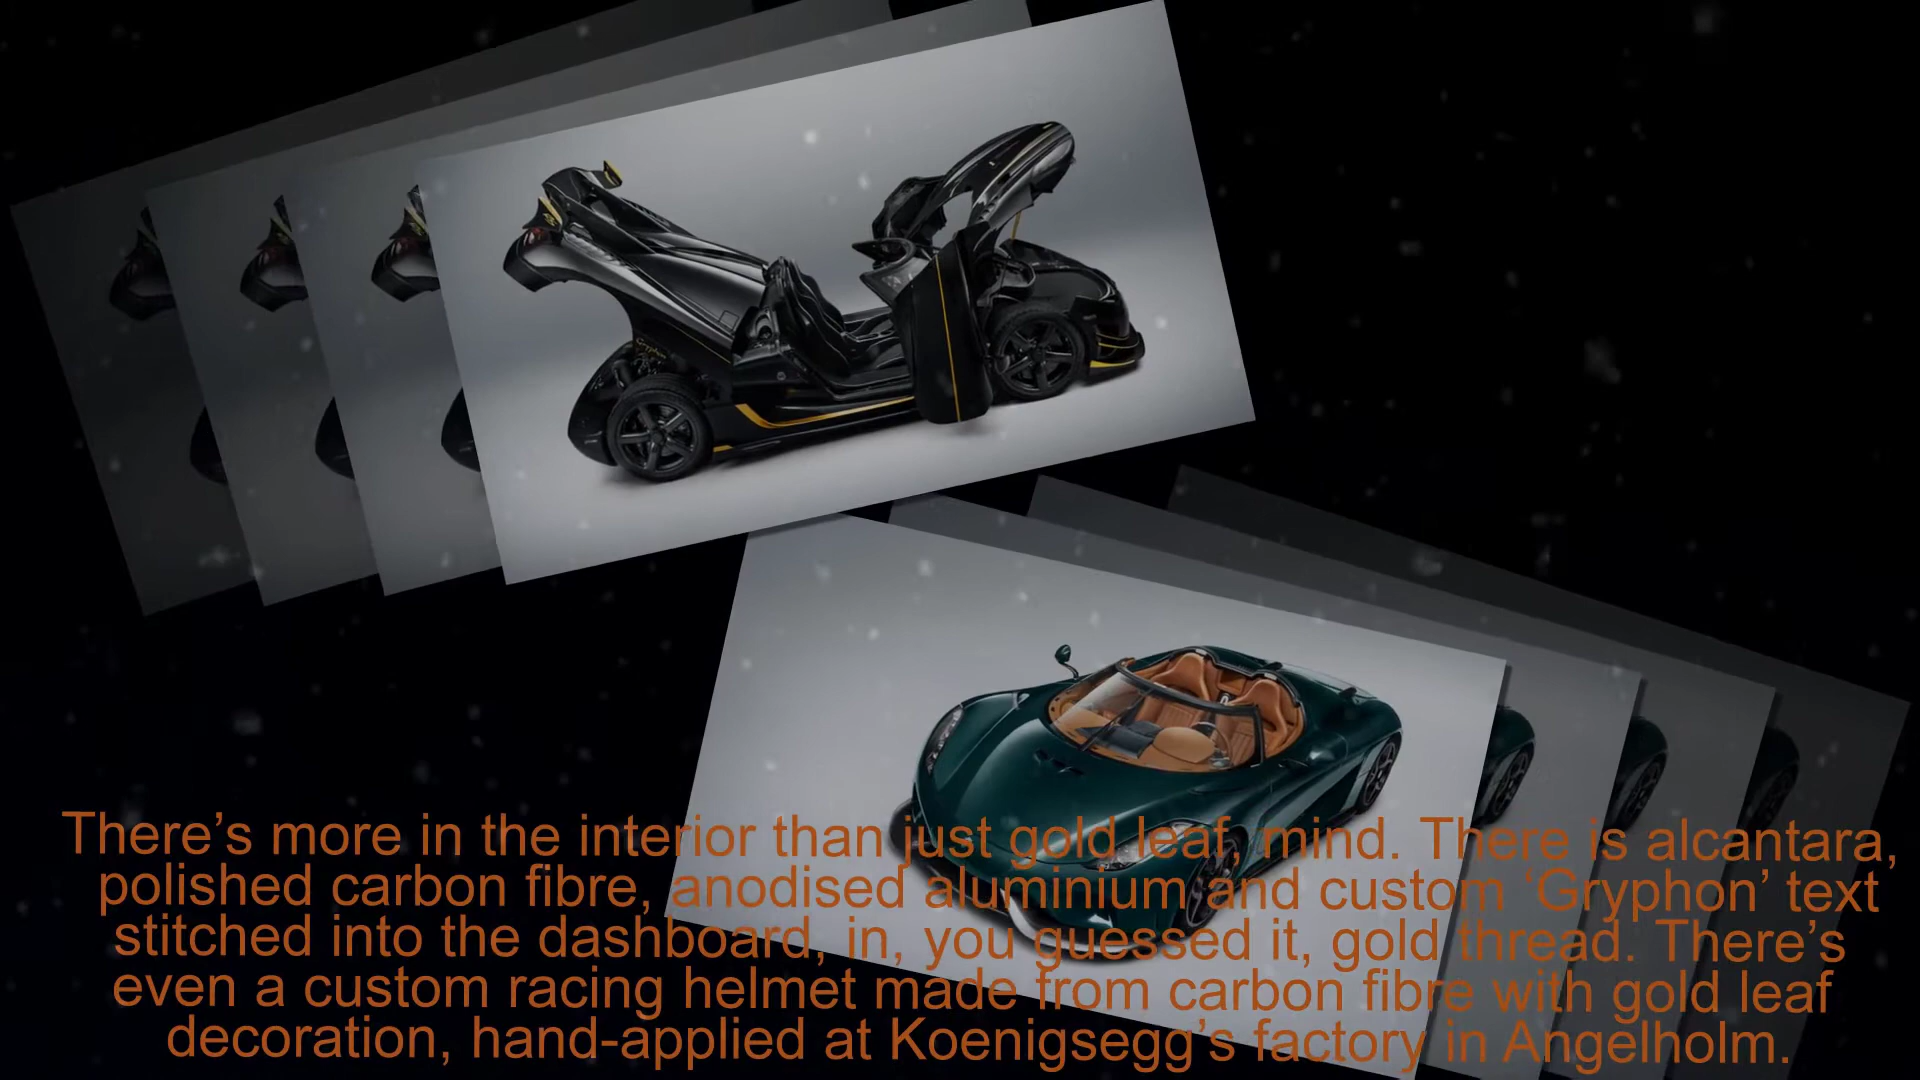 There’s more in the interior than just gold leaf, mind. There is alcantara,
polished carbon fibre, anodised aluminium and custom ‘Gryphon’ text
stitched into the dashboard, in, you guessed it, gold thread. There’s
even a custom racing helmet made from carbon fibre with gold leaf
decoration, hand-applied at Koenigsegg’s factory in Angelholm.